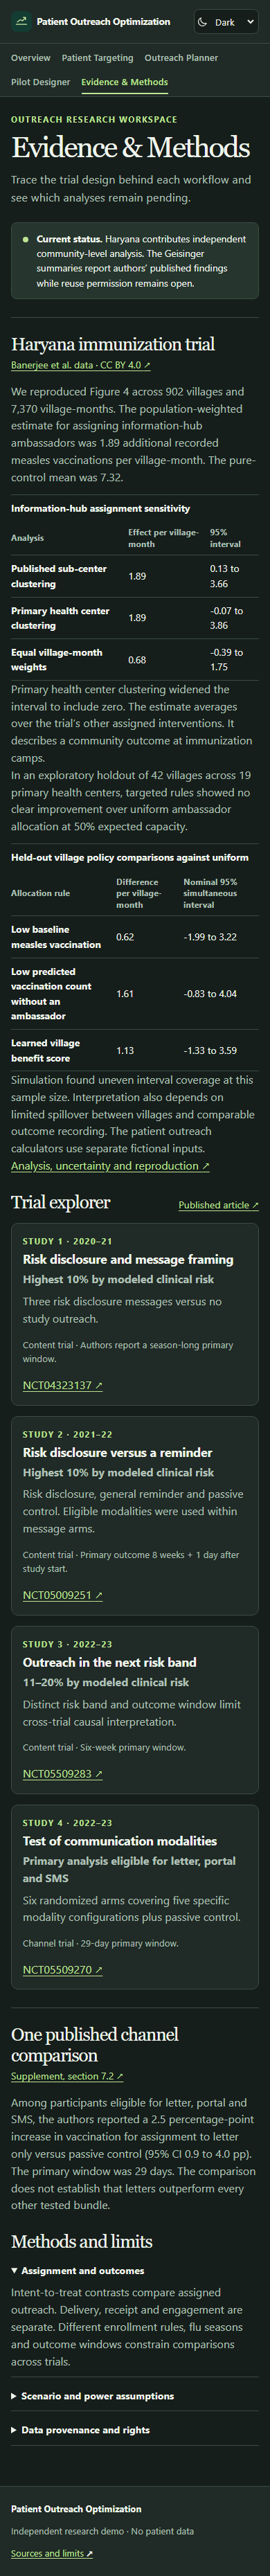 Patient Outreach Optimization
Dark
Overview Patient Targeting Outreach Planner
Pilot Designer Evidence & Methods
OUTREACH RESEARCH WORKSPACE
Evidence & Methods
Trace the trial design behind each workflow and
see which analyses remain pending.
Current status. Haryana contributes independent
community-level analysis. The Geisinger
summaries report authors' published findings
while reuse permission remains open.
Haryana immunization trial
Banerjee et al. data · CC BY 4.0 ↗
We reproduced Figure 4 across 902 villages and
7,370 village-months. The population-weighted
estimate for assigning information-hub
ambassadors was 1.89 additional recorded
measles vaccinations per village-month. The pure-
control mean was 7.32.
Information-hub assignment sensitivity
Analysis Effect per village-month 95% interval
Published sub-center clustering 1.89 0.13 to 3.66
Primary health center clustering 1.89 -0.07 to 3.86
Equal village-month weights 0.68 -0.39 to 1.75
Primary health center clustering widened the
interval to include zero. The estimate averages
over the trial's other assigned interventions. It
describes a community outcome at immunization
camps.
In an exploratory holdout of 42 villages across 19
primary health centers, targeted rules showed no
clear improvement over uniform ambassador
allocation at 50% expected capacity.
Held-out village policy comparisons against uniform
Allocation rule Difference per village-month Nominal 95% simultaneous interval
Low baseline measles vaccination 0.62 -1.99 to 3.22
Low predicted vaccination count without an ambassador 1.61 -0.83 to 4.04
Learned village benefit score 1.13 -1.33 to 3.59
Simulation found uneven interval coverage at this
sample size. Interpretation also depends on
limited spillover between villages and comparable
outcome recording. The patient outreach
calculators use separate fictional inputs.
Analysis, uncertainty and reproduction ↗
Trial explorer
Published article ↗
STUDY 1 · 2020–21
Risk disclosure and message framing
Highest 10% by modeled clinical risk
Three risk disclosure messages versus no
study outreach.
Content trial · Authors report a season-long primary
window.
NCT04323137 ↗
STUDY 2 · 2021–22
Risk disclosure versus a reminder
Highest 10% by modeled clinical risk
Risk disclosure, general reminder and passive
control. Eligible modalities were used within
message arms.
Content trial · Primary outcome 8 weeks + 1 day after
study start.
NCT05009251 ↗
STUDY 3 · 2022–23
Outreach in the next risk band
11–20% by modeled clinical risk
Distinct risk band and outcome window limit
cross-trial causal interpretation.
Content trial · Six-week primary window.
NCT05509283 ↗
STUDY 4 · 2022–23
Test of communication modalities
Primary analysis eligible for letter, portal
and SMS
Six randomized arms covering five specific
modality configurations plus passive control.
Channel trial · 29-day primary window.
NCT05509270 ↗
One published channel
comparison
Supplement, section 7.2 ↗
Among participants eligible for letter, portal and
SMS, the authors reported a 2.5 percentage-point
increase in vaccination for assignment to letter
only versus passive control (95% CI 0.9 to 4.0 pp).
The primary window was 29 days. The comparison
does not establish that letters outperform every
other tested bundle.
Methods and limits
▼ Assignment and outcomes
Intent-to-treat contrasts compare assigned
outreach. Delivery, receipt and engagement are
separate. Different enrollment rules, flu seasons
and outcome windows constrain comparisons
across trials.
▶ Scenario and power assumptions
▶ Data provenance and rights
Patient Outreach Optimization
Independent research demo · No patient data
Sources and limits ↗